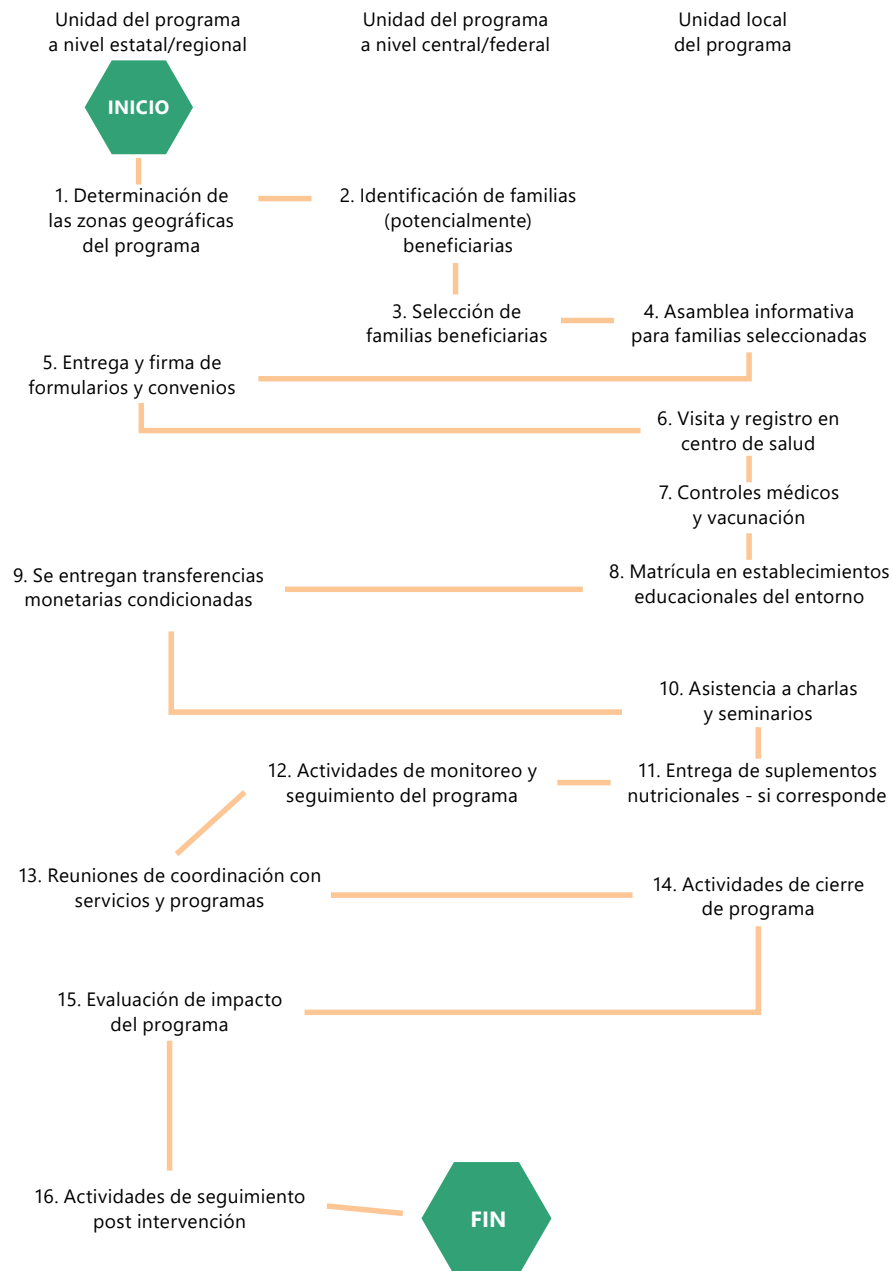 Unidad del programa
a nivel estatal/regional
Unidad del programa
a nivel central/federal
Unidad local
del programa
INICIO
1. Determinación de
las zonas geográficas
del programa
2. Identificación de familias
(potencialmente)
beneficiarias
3. Selección de
familias beneficiarias
4. Asamblea informativa
para familias seleccionadas
5. Entrega y firma de
formularios y convenios
6. Visita y registro en
centro de salud
7. Controles médicos
y vacunación
8. Matrícula en establecimientos
educacionales del entorno
9. Se entregan transferencias
monetarias condicionadas
10. Asistencia a charlas
y seminarios
11. Entrega de suplementos
nutricionales - si corresponde
12. Actividades de monitoreo y
seguimiento del programa
13. Reuniones de coordinación con
servicios y programas
14. Actividades de cierre
de programa
15. Evaluación de impacto
del programa
16. Actividades de seguimiento
post intervención
FIN